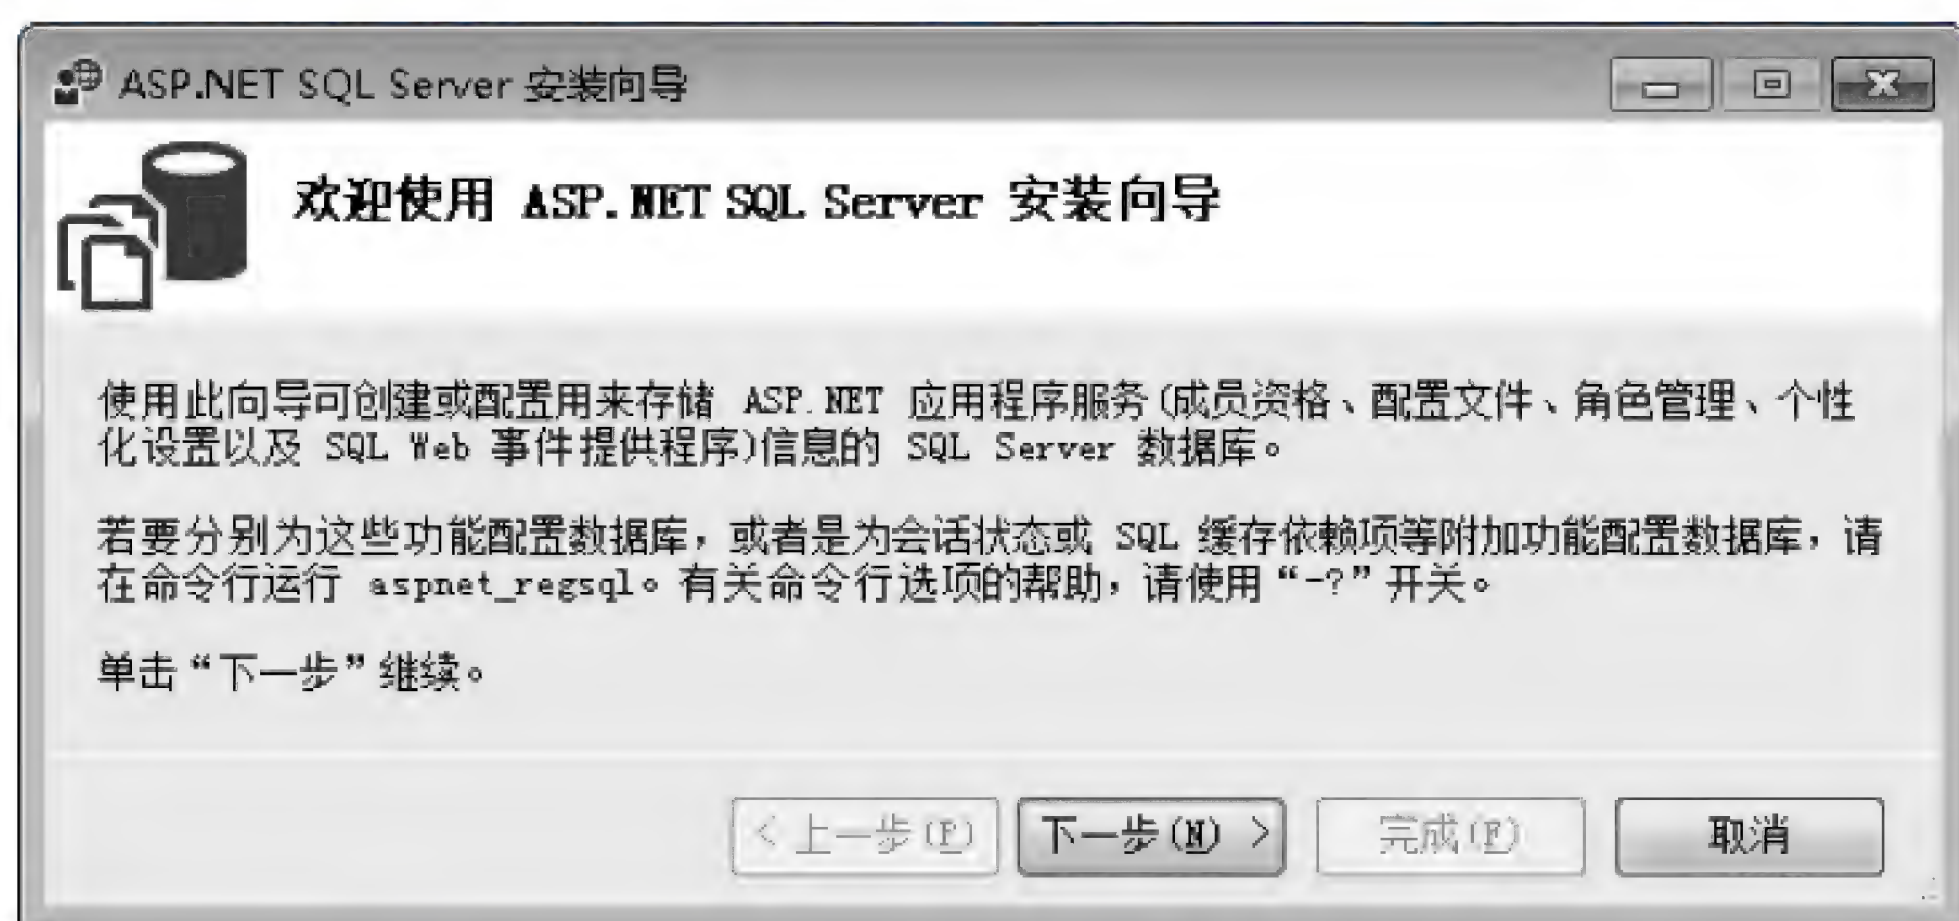 ASP.NET SQL Server 安装向导
欢迎使用 ASP.NET SQL Server 安装向导
使用此向导可创建或配置用来存储 ASP.NET 应用程序服务(成员资格、配置文件、角色管理、个性
化设置以及 SQL Web 事件提供程序)信息的 SQL Server 数据库。
若要分别为这些功能配置数据库，或者是为会话状态或 SQL 缓存依赖项等附加功能配置数据库，请
在命令行运行 aspnet_regsql。有关命令行选项的帮助，请使用“-?”开关。
单击“下一步”继续。
< 上一步(P) 下一步(N) > 完成(F) 取消